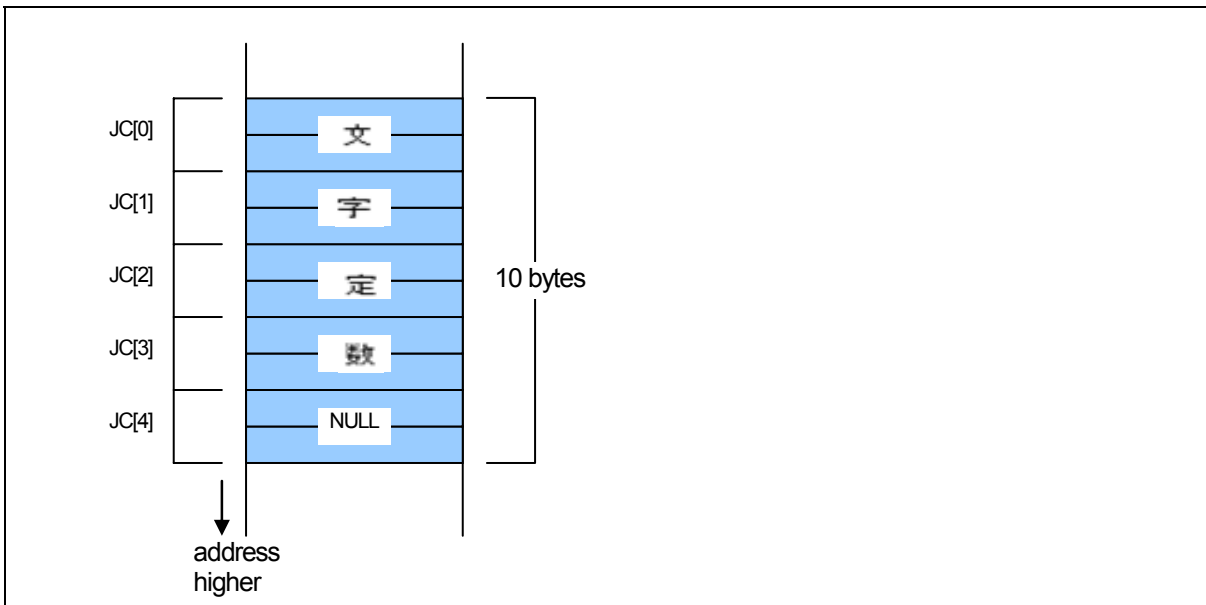 JC[0]
文
JC[1]
字
JC[2]
定
10 bytes
JC[3]
数
JC[4]
NULL
address
higher